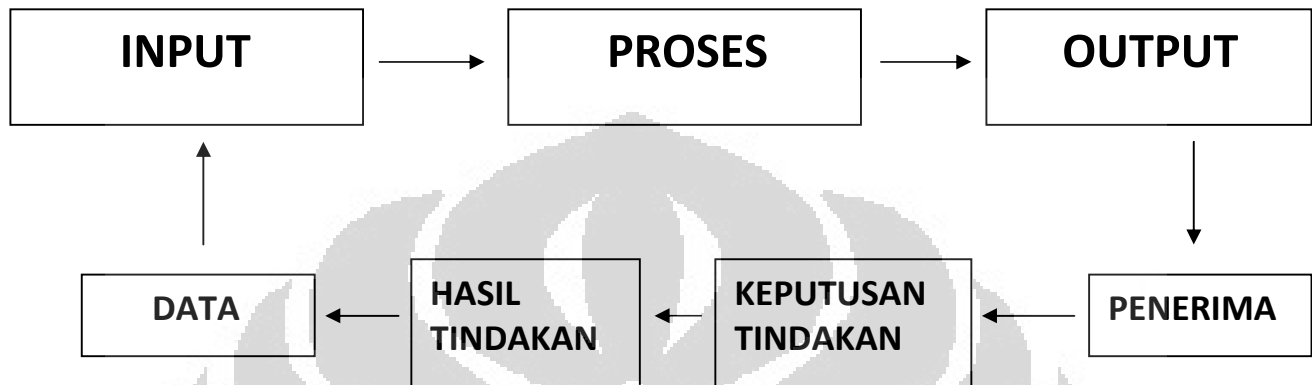 INPUT
PROSES
OUTPUT
DATA
HASIL
TINDAKAN
KEPUTUSAN
TINDAKAN
PENERIMA